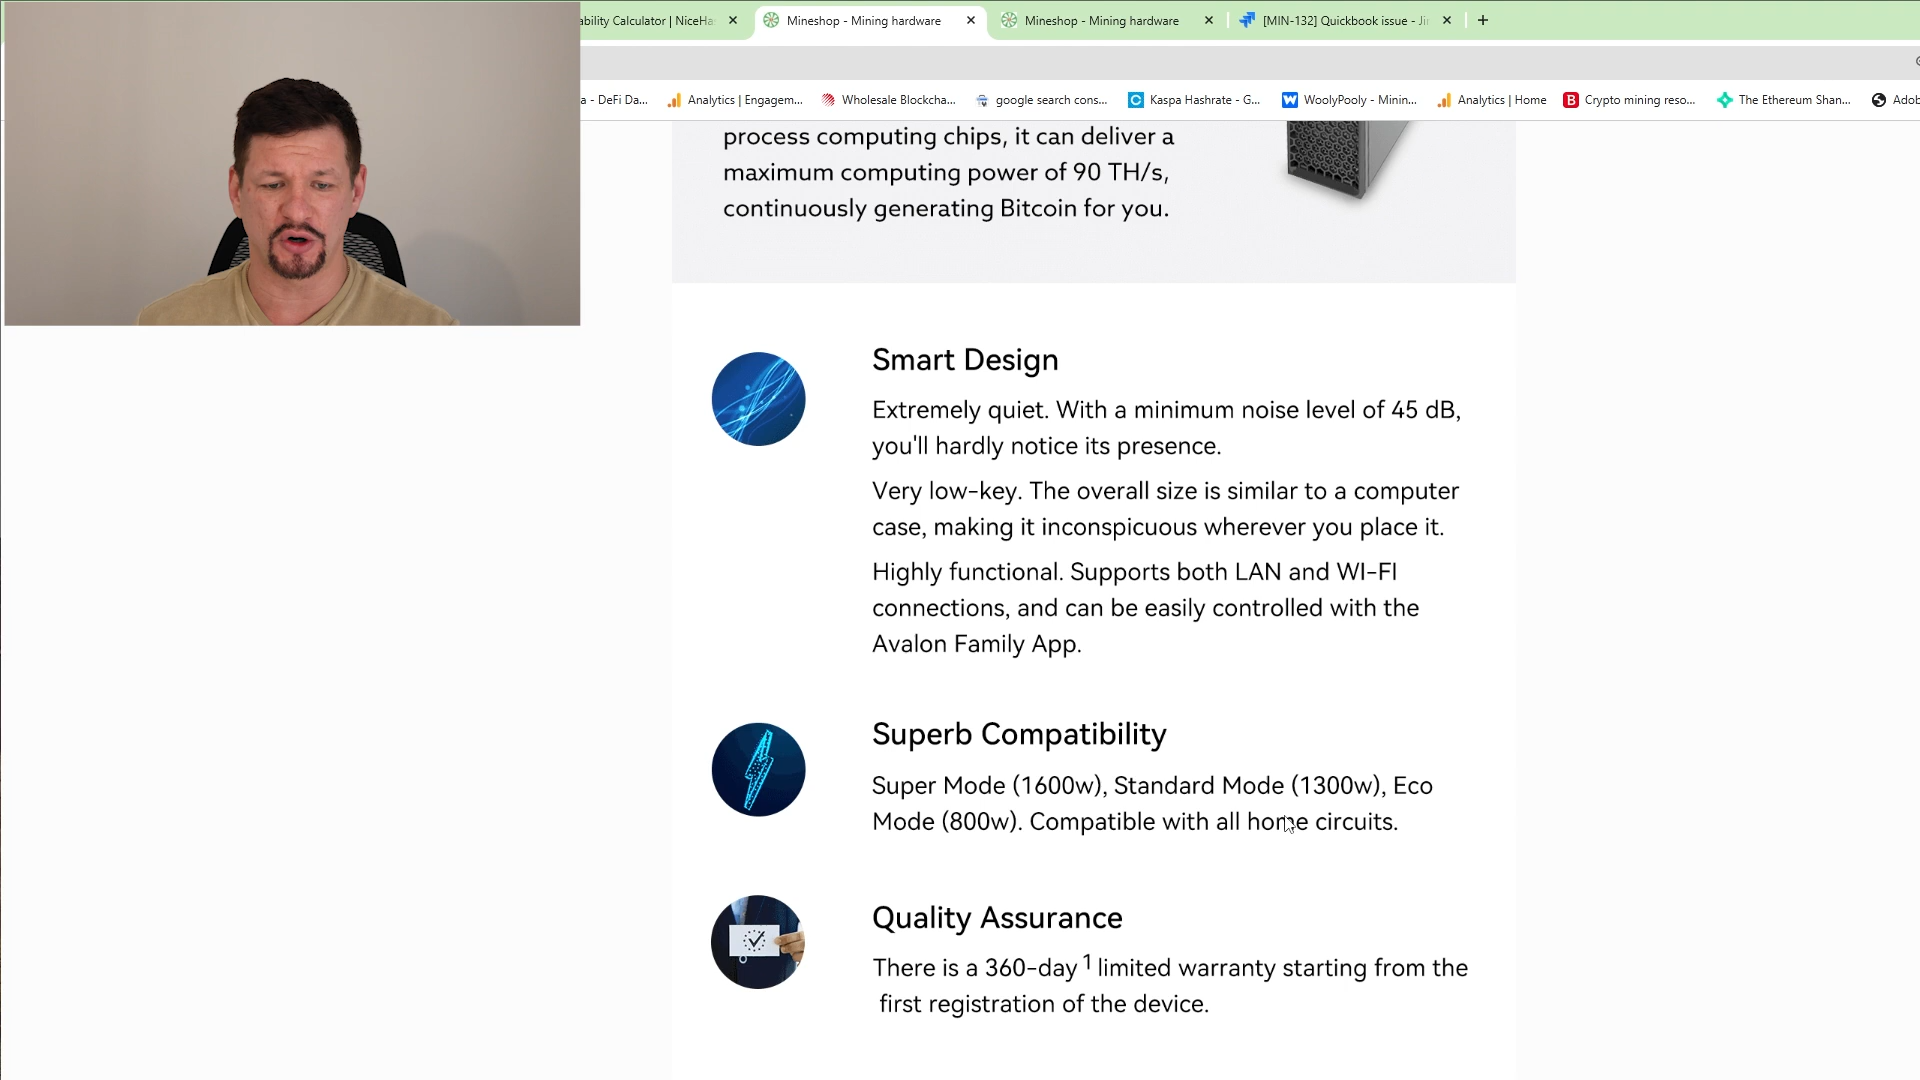 ability Calculator | NiceHa
Mineshop - Mining hardware
Mineshop - Mining hardware
[MIN-132] Quickbook issue - Ji
a - DeFi Da...
Analytics | Engagem...
Wholesale Blockcha...
google search cons...
Kaspa Hashrate - G...
WoolyPooly - Minin...
Analytics | Home
Crypto mining reso...
The Ethereum Shan...
Adob
process computing chips, it can deliver a
maximum computing power of 90 TH/s,
continuously generating Bitcoin for you.
Smart Design
Extremely quiet. With a minimum noise level of 45 dB,
you'll hardly notice its presence.
Very low-key. The overall size is similar to a computer
case, making it inconspicuous wherever you place it.
Highly functional. Supports both LAN and WI-FI
connections, and can be easily controlled with the
Avalon Family App.
Superb Compatibility
Super Mode (1600w), Standard Mode (1300w), Eco
Mode (800w). Compatible with all home circuits.
Quality Assurance
There is a 360-day 1 limited warranty starting from the
first registration of the device.